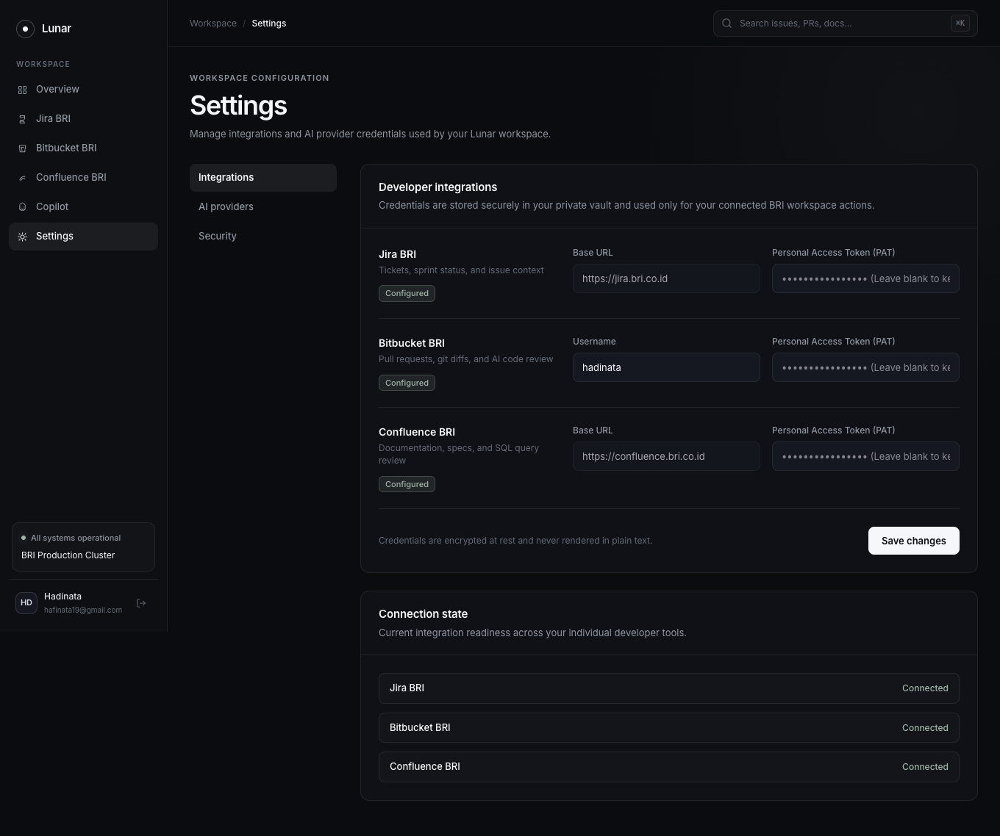 Lunar
WORKSPACE
Overview
Jira BRI
Bitbucket BRI
Confluence BRI
Copilot
Settings
All systems operational
BRI Production Cluster
HD
Hadinata
hafinata19@gmail.com
Workspace / Settings
Search issues, PRs, docs...
⌘K
WORKSPACE CONFIGURATION
Settings
Manage integrations and AI provider credentials used by your Lunar workspace.
Integrations
AI providers
Security
Developer integrations
Credentials are stored securely in your private vault and used only for your connected BRI workspace actions.
Jira BRI
Tickets, sprint status, and issue context
Configured
Base URL
https://jira.bri.co.id
Personal Access Token (PAT)
•••••••••••••••• (Leave blank to ke
Bitbucket BRI
Pull requests, git diffs, and AI code review
Configured
Username
hadinata
Personal Access Token (PAT)
•••••••••••••••• (Leave blank to ke
Confluence BRI
Documentation, specs, and SQL query
review
Configured
Base URL
https://confluence.bri.co.id
Personal Access Token (PAT)
•••••••••••••••• (Leave blank to ke
Credentials are encrypted at rest and never rendered in plain text.
Save changes
Connection state
Current integration readiness across your individual developer tools.
Jira BRI
Connected
Bitbucket BRI
Connected
Confluence BRI
Connected